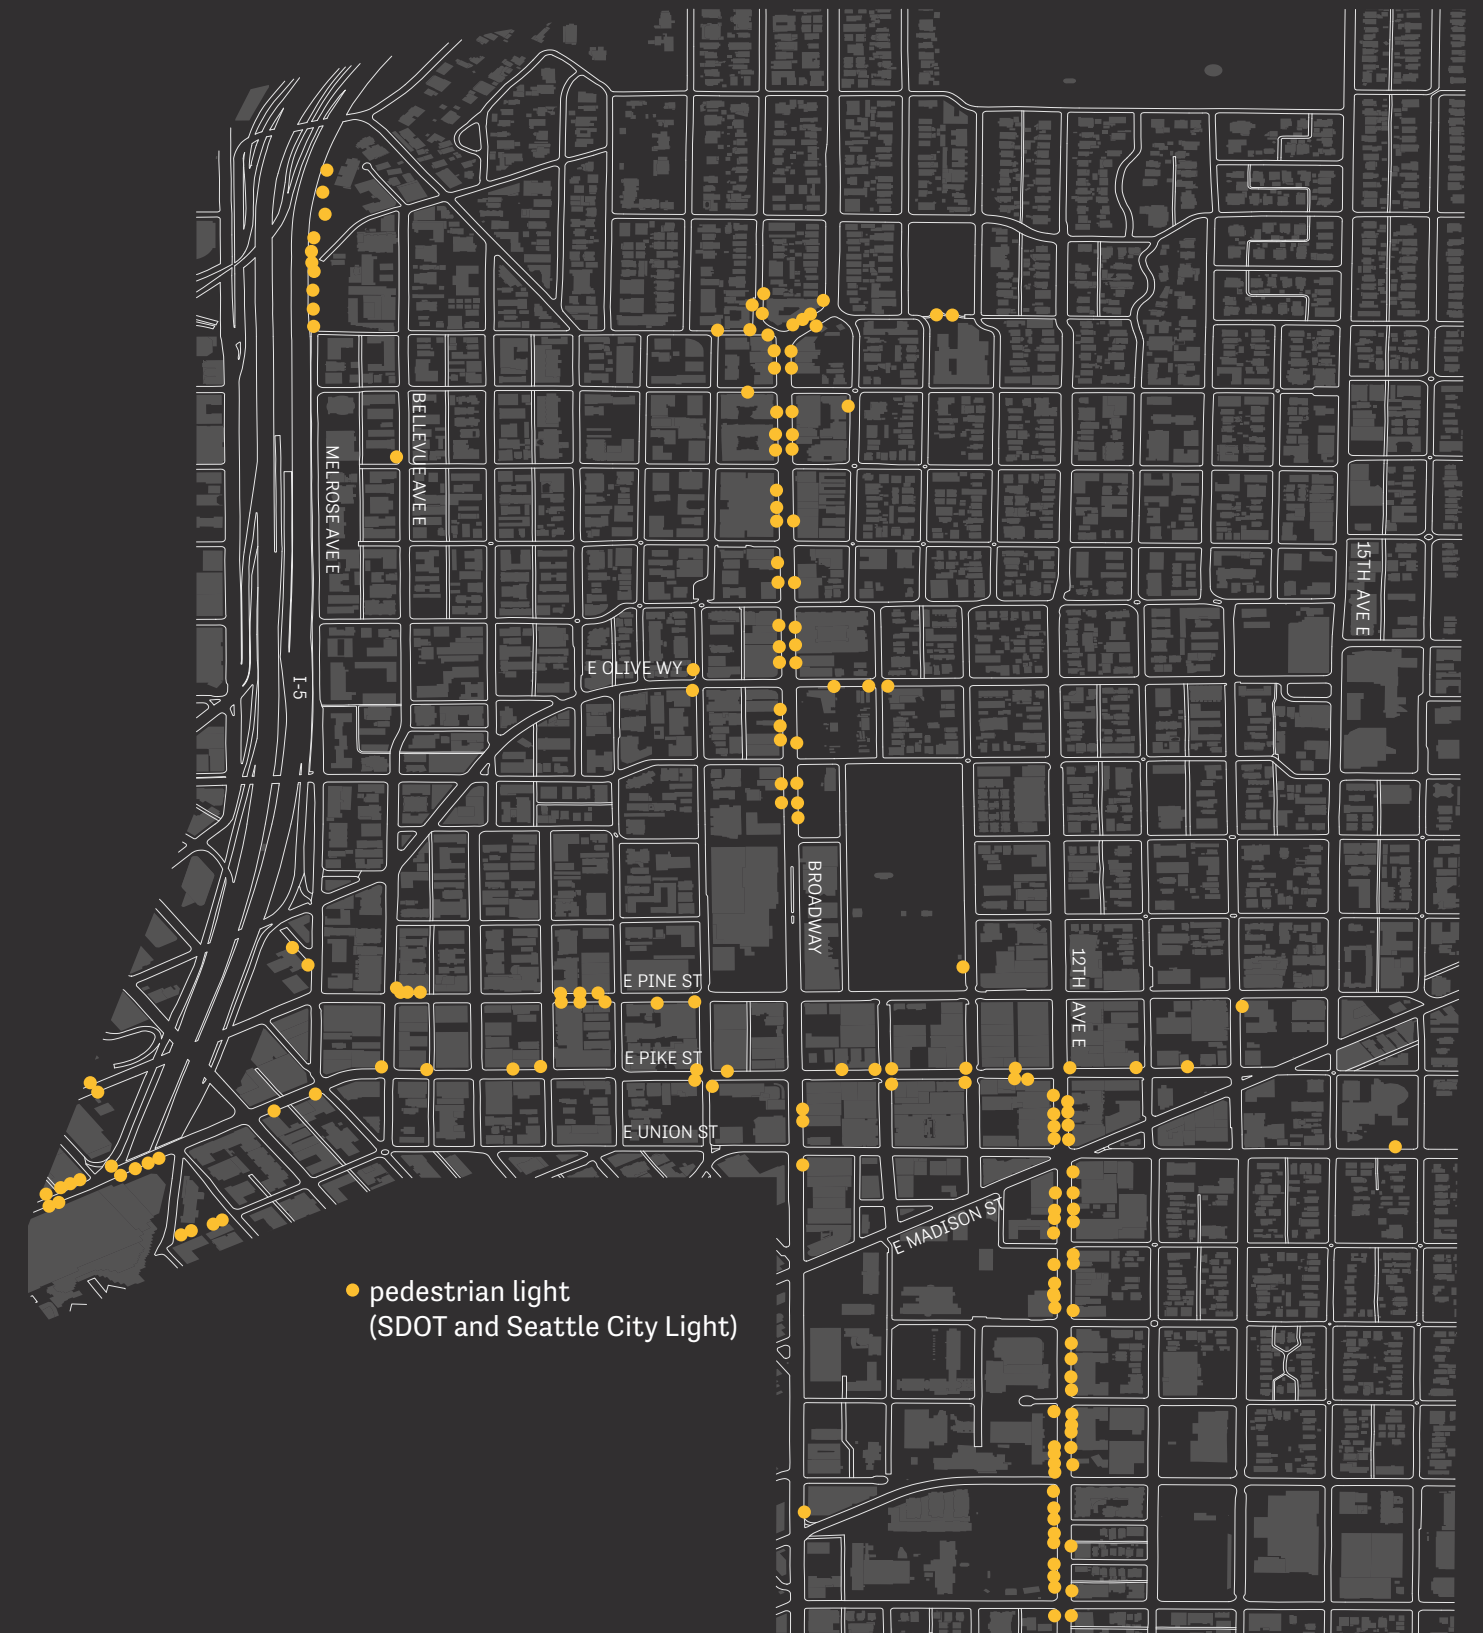 BELLEVUE AVE E
MELROSE AVE E
15TH AVE E
E OLIVE WY
I-5
BROADWAY
12TH AVE E
E PINE ST
E PIKE ST
E UNION ST
E MADISON ST
pedestrian light
(SDOT and Seattle City Light)